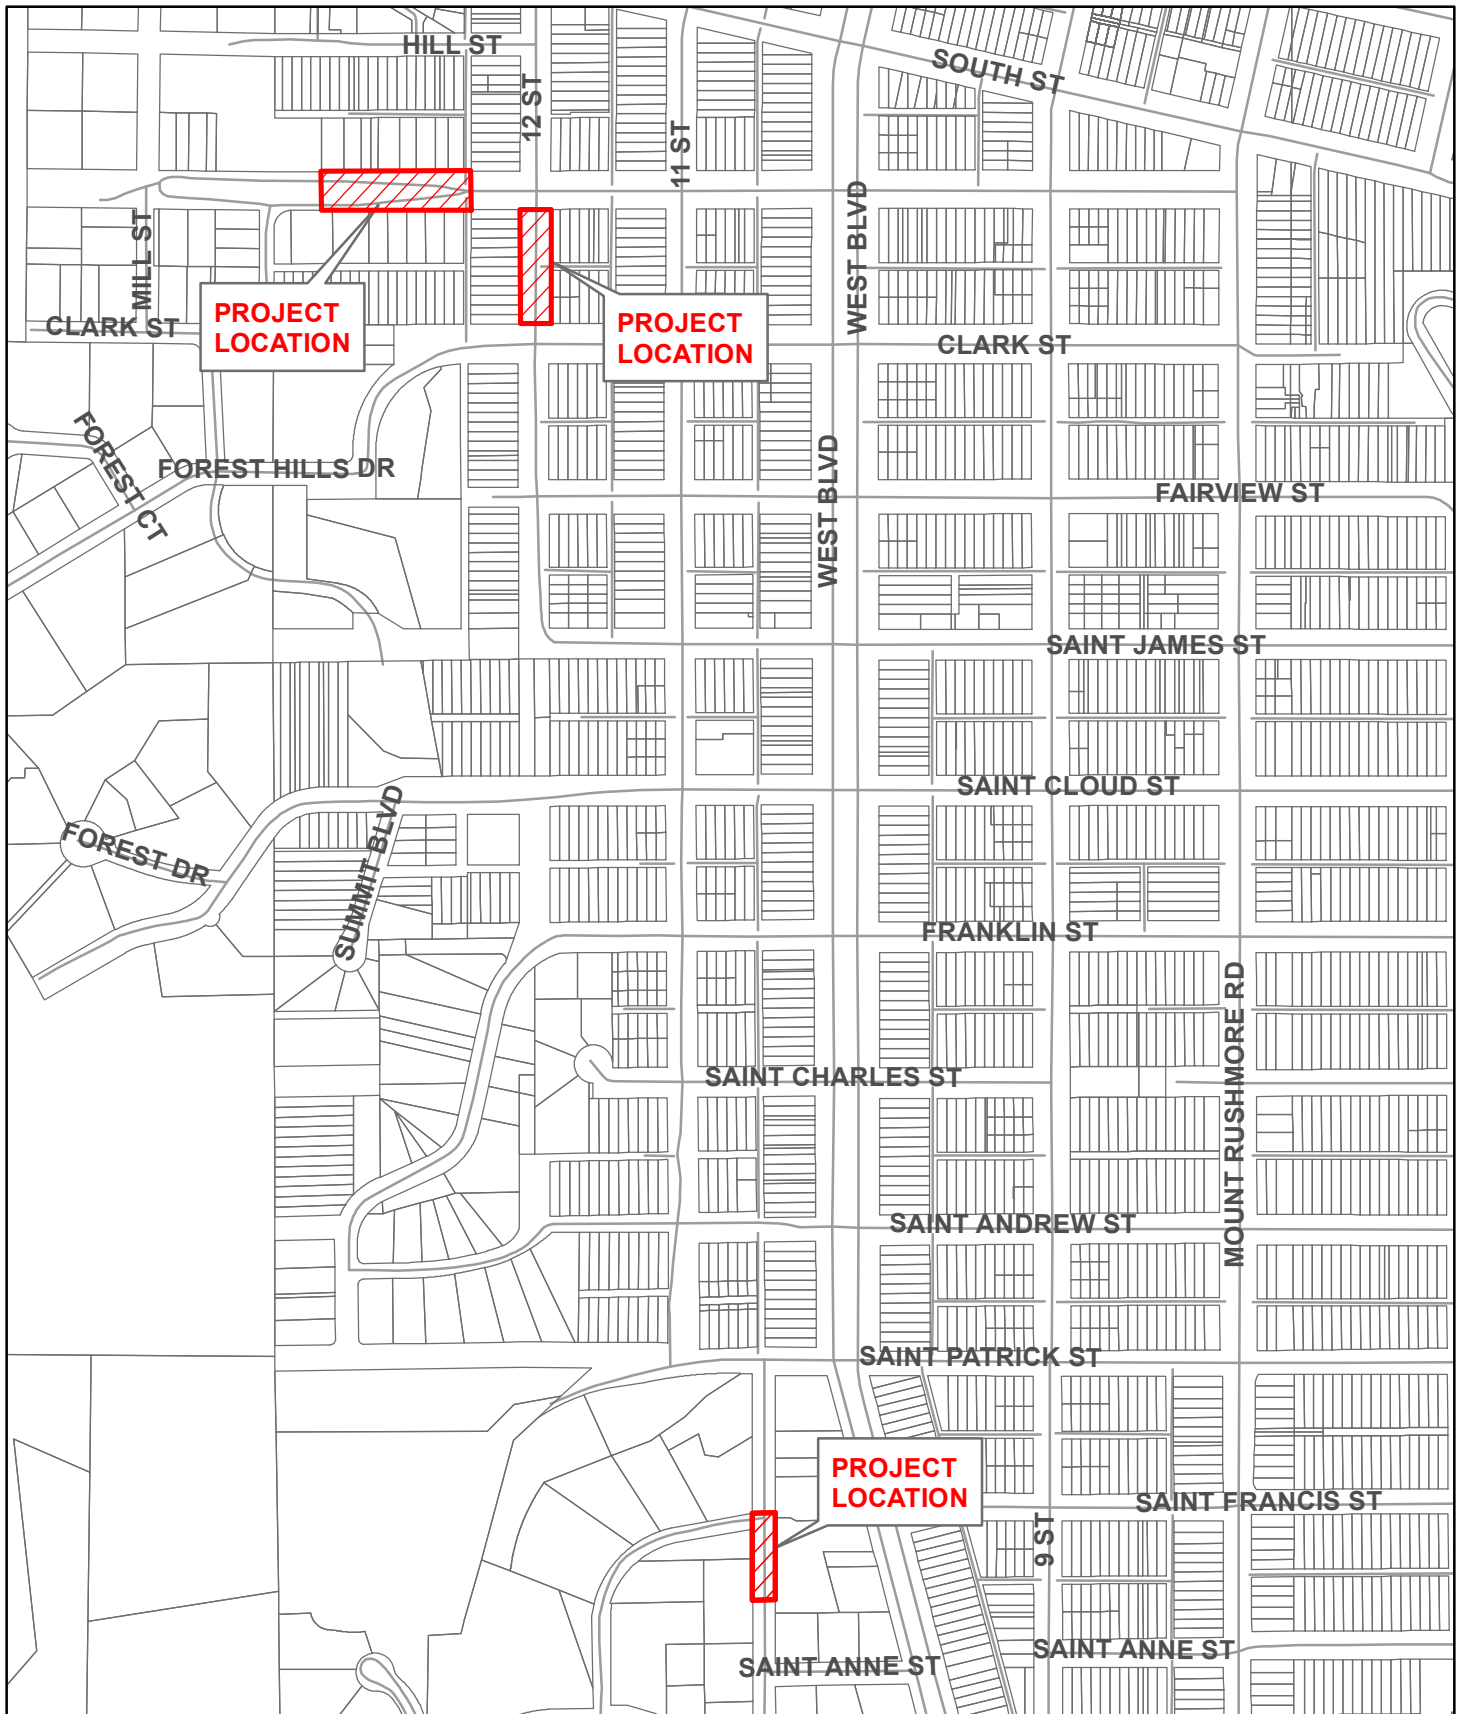 HILL ST
SOUTH ST
12 ST
11 ST
MILL ST
WEST BLVD
PROJECT
LOCATION
PROJECT
LOCATION
CLARK ST
CLARK ST
FOREST CT
FOREST HILLS DR
WEST BLVD
FAIRVIEW ST
SAINT JAMES ST
SAINT CLOUD ST
SUMMIT BLVD
FOREST DR
FRANKLIN ST
MOUNT RUSHMORE RD
SAINT CHARLES ST
SAINT ANDREW ST
SAINT PATRICK ST
PROJECT
LOCATION
SAINT FRANCIS ST
9 ST
SAINT ANNE ST
SAINT ANNE ST